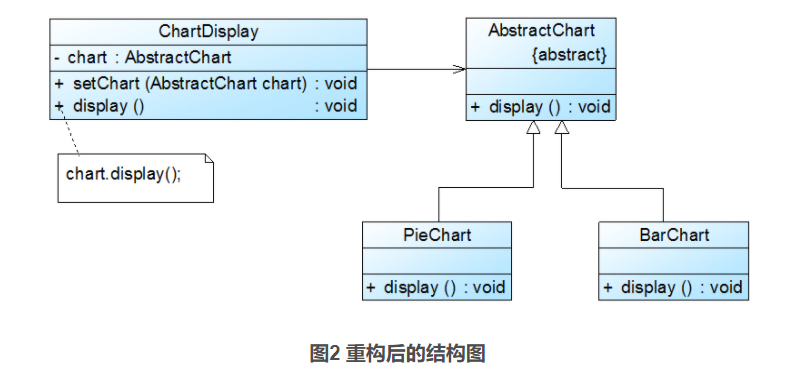 ChartDisplay
- chart : AbstractChart
+ setChart (AbstractChart chart) : void
+ display () : void
chart.display();
AbstractChart
{abstract}
+ display () : void
PieChart
+ display () : void
BarChart
+ display () : void
图2 重构后的结构图